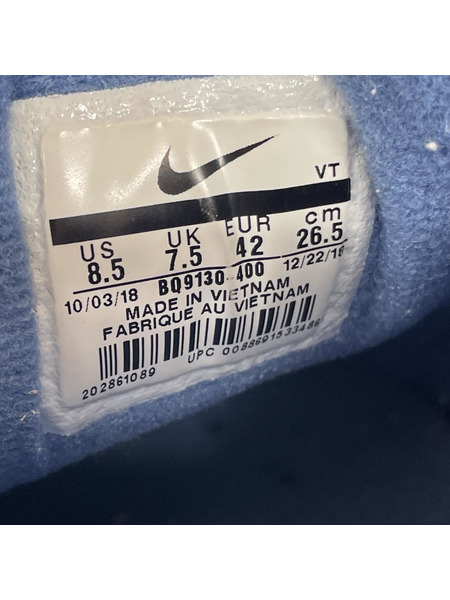 VT
US UK EUR cm
8.5 7.5 42 26.5
10/03/18 BQ9130-400 12/22/18
MADE IN VIETNAM
FABRIQUE AU VIETNAM
202861089 UPC 00886915334886